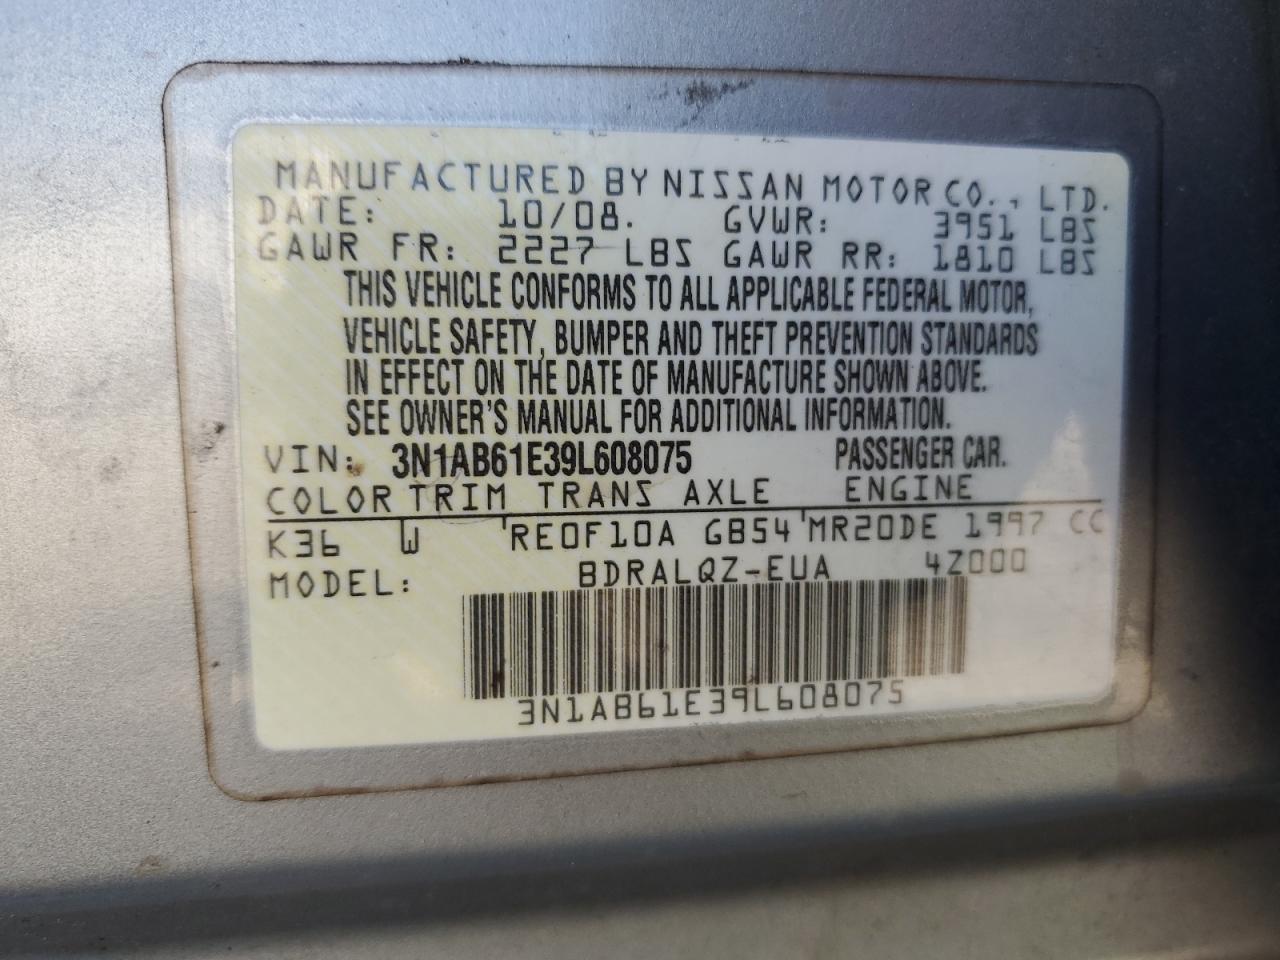 MANUFACTURED BY NISSAN MOTOR CO., LTD.
DATE: 10/08. GVWR: 3951 LBS
GAWR FR: 2227 LBS GAWR RR: 1810 LBS
THIS VEHICLE CONFORMS TO ALL APPLICABLE FEDERAL MOTOR,
VEHICLE SAFETY, BUMPER AND THEFT PREVENTION STANDARDS
IN EFFECT ON THE DATE OF MANUFACTURE SHOWN ABOVE.
SEE OWNER'S MANUAL FOR ADDITIONAL INFORMATION.
VIN: 3N1AB61E39L608075 PASSENGER CAR.
COLOR TRIM TRANS AXLE ENGINE
K36 W RE0F10A GB54 MR20DE 1997 CC
MODEL: BDRALQZ-EUA 4Z000
3N1AB61E39L608075